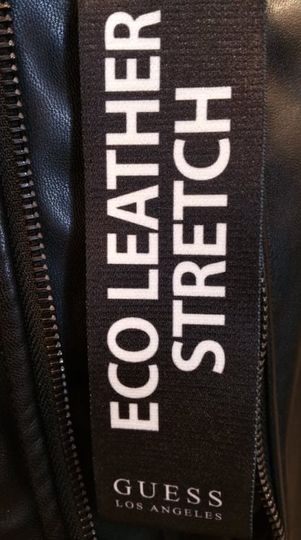 ECO LEATHER
STRETCH
GUESS
LOS ANGELES